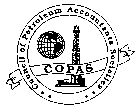 Council of Petroleum Accountants Societies
COPAS